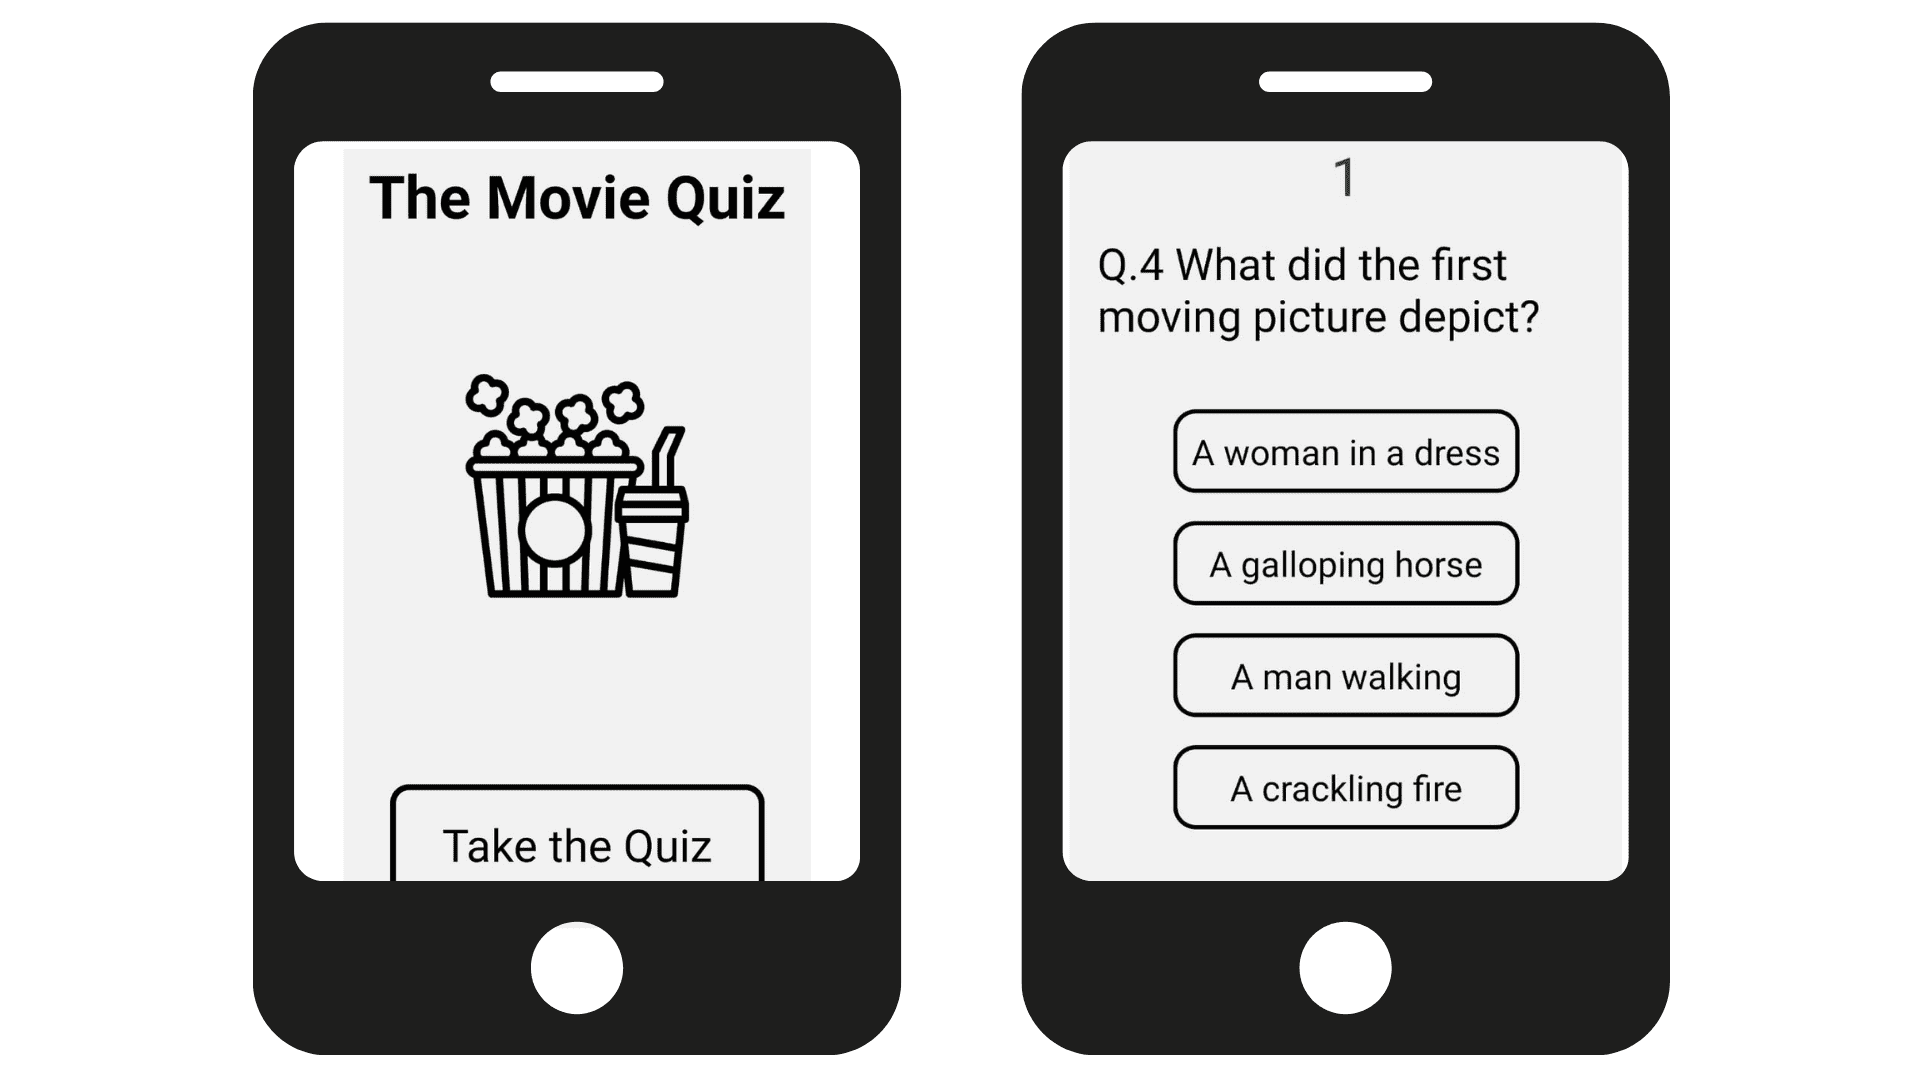 The Movie Quiz
Take the Quiz
1
Q.4 What did the first
moving picture depict?
A woman in a dress
A galloping horse
A man walking
A crackling fire